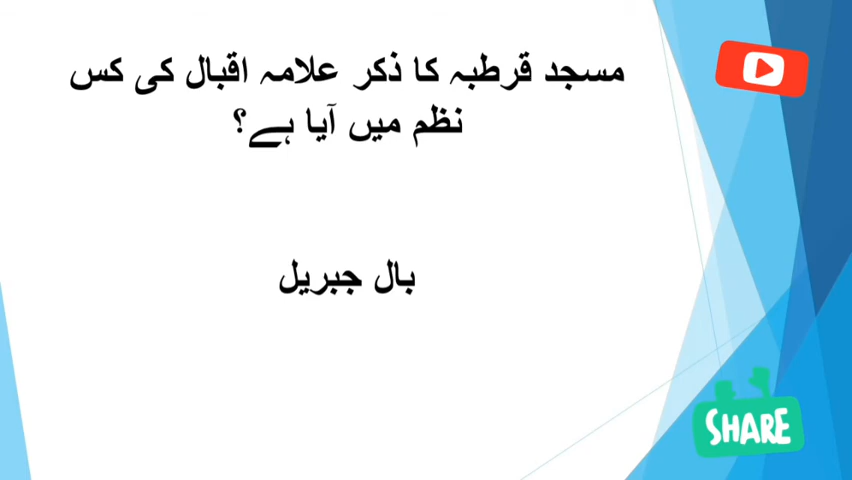 مسجد قرطبہ کا ذکر علامہ اقبال کی کس
نظم میں آیا ہے؟
بال جبریل
SHARE